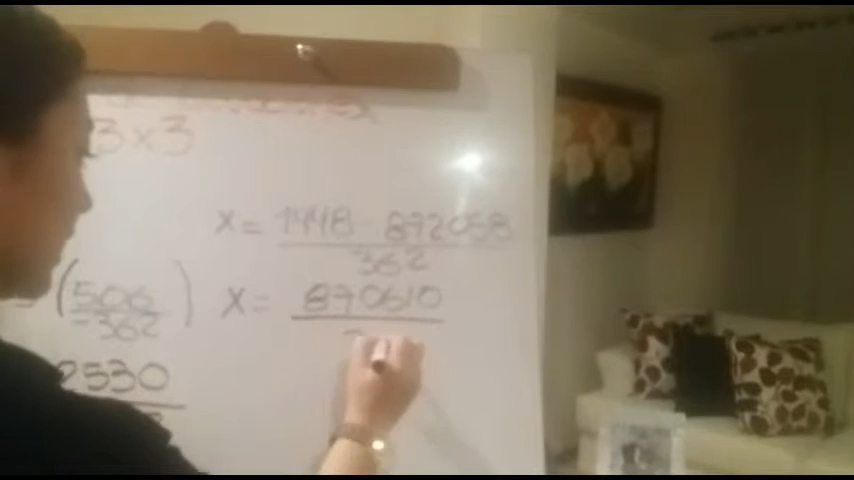 3x3
x = 1448 - 892058
362
= (506) x = 890610
-362
2530